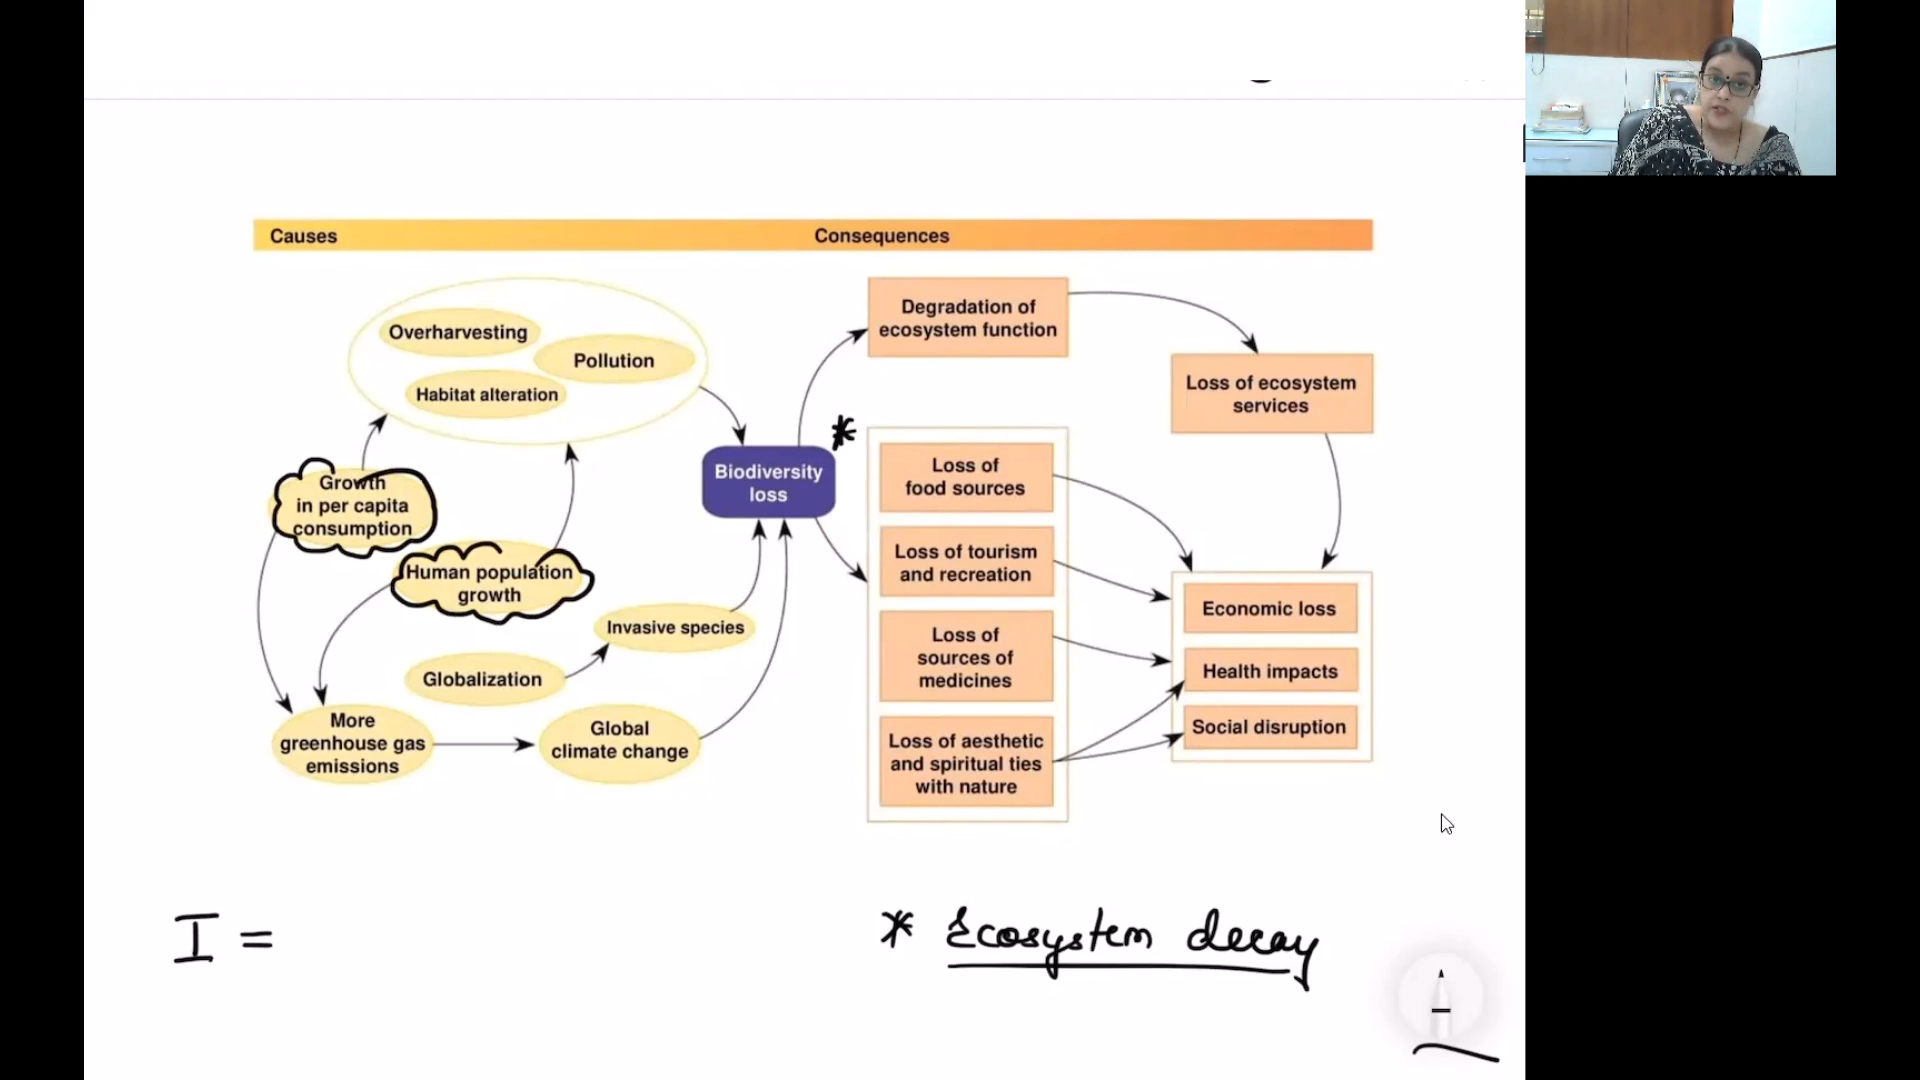 Causes
Consequences
Overharvesting
Pollution
Habitat alteration
Growth
in per capita
consumption
Human population
growth
Invasive species
Globalization
More
greenhouse gas
emissions
Global
climate change
Biodiversity
loss
*
Degradation of
ecosystem function
Loss of ecosystem
services
Loss of
food sources
Loss of tourism
and recreation
Loss of
sources of
medicines
Loss of aesthetic
and spiritual ties
with nature
Economic loss
Health impacts
Social disruption
I =
* Ecosystem decay